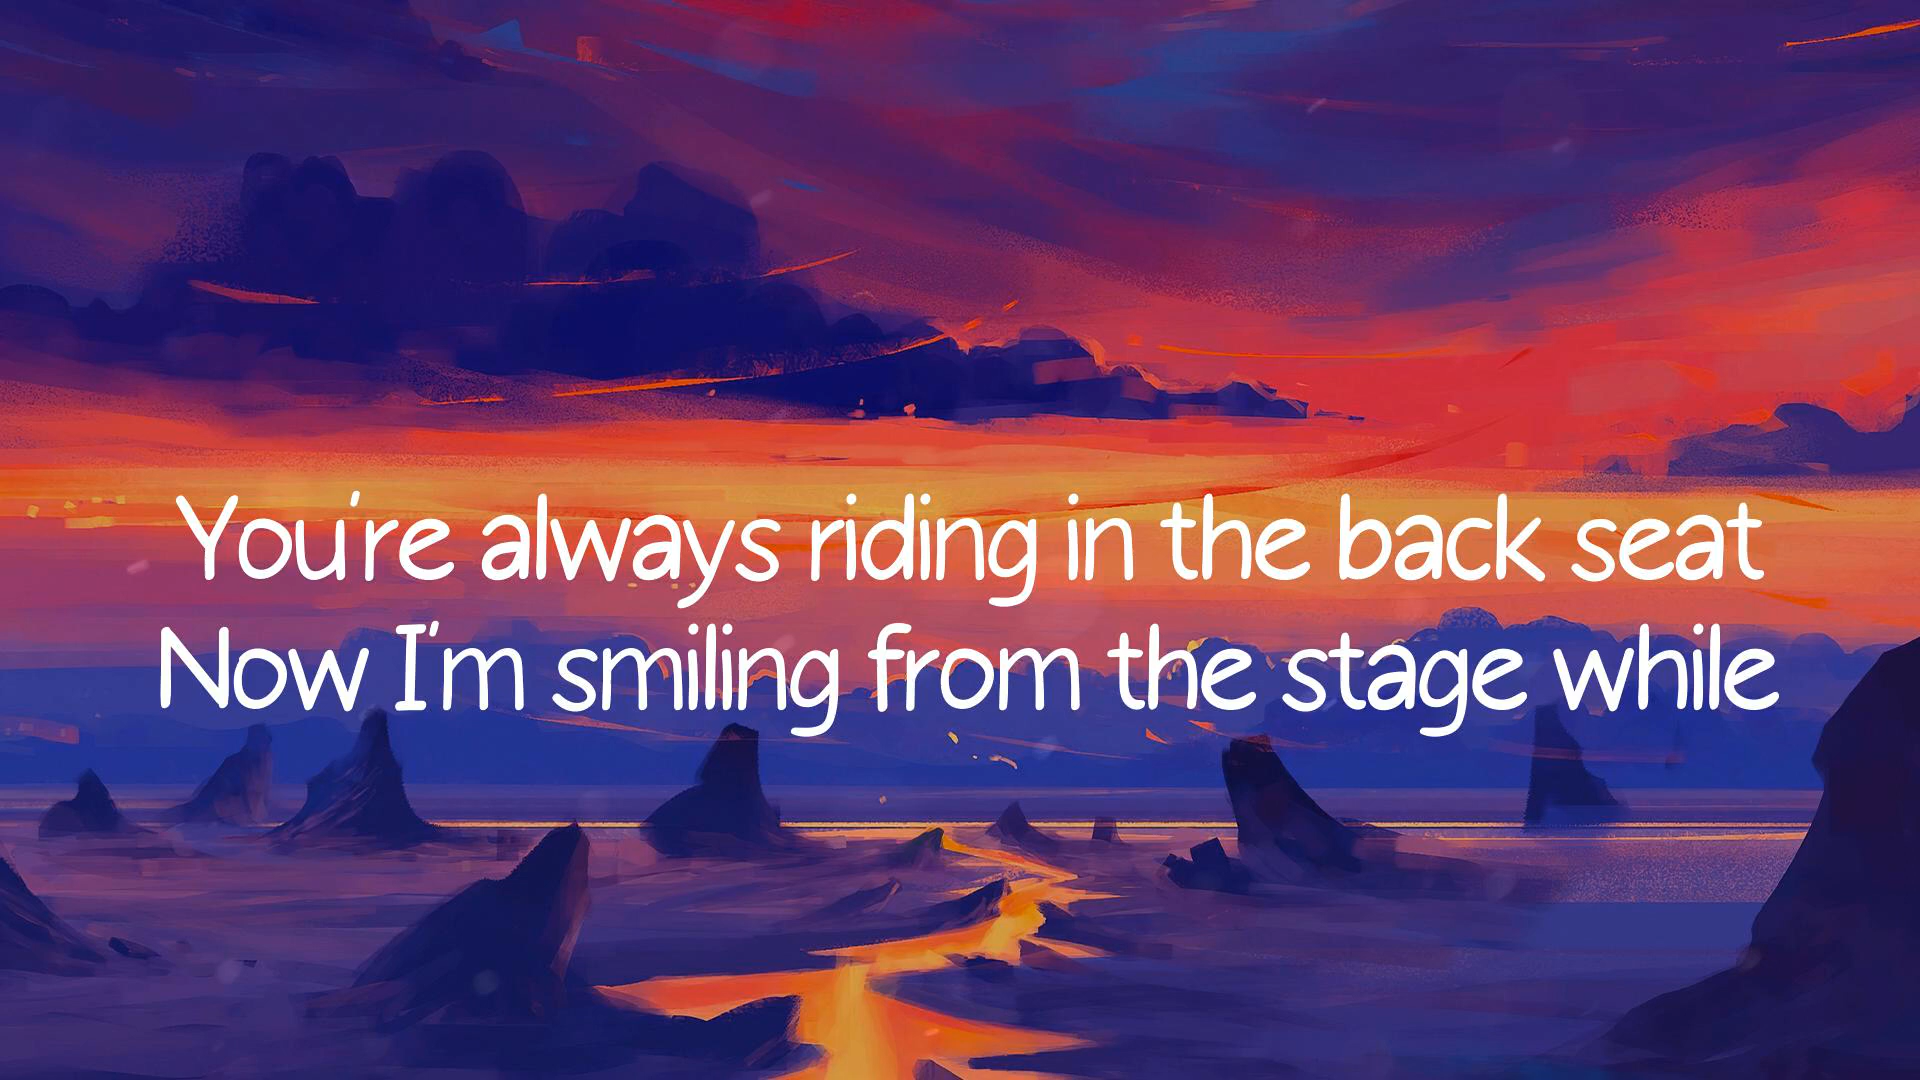 You're always riding in the back seat
Now I'm smiling from the stage while